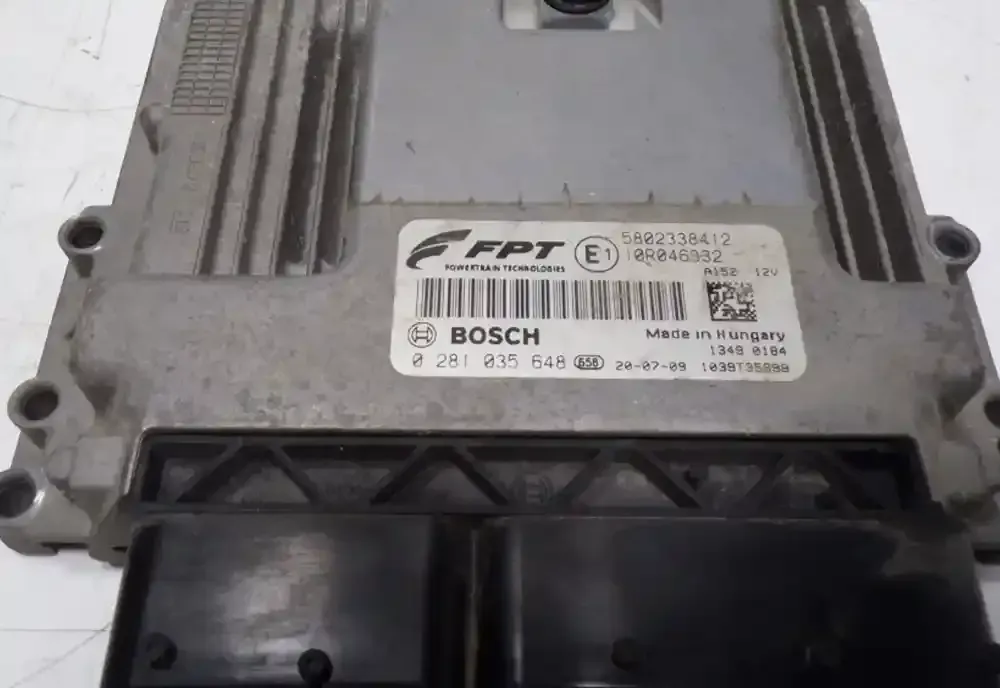 FPT
POWERTRAIN TECHNOLOGIES
E1
5802338412
10R046932
A152 12V
BOSCH
Made in Hungary
1349 0184
0 281 035 648 658 20-07-09 1039T35898